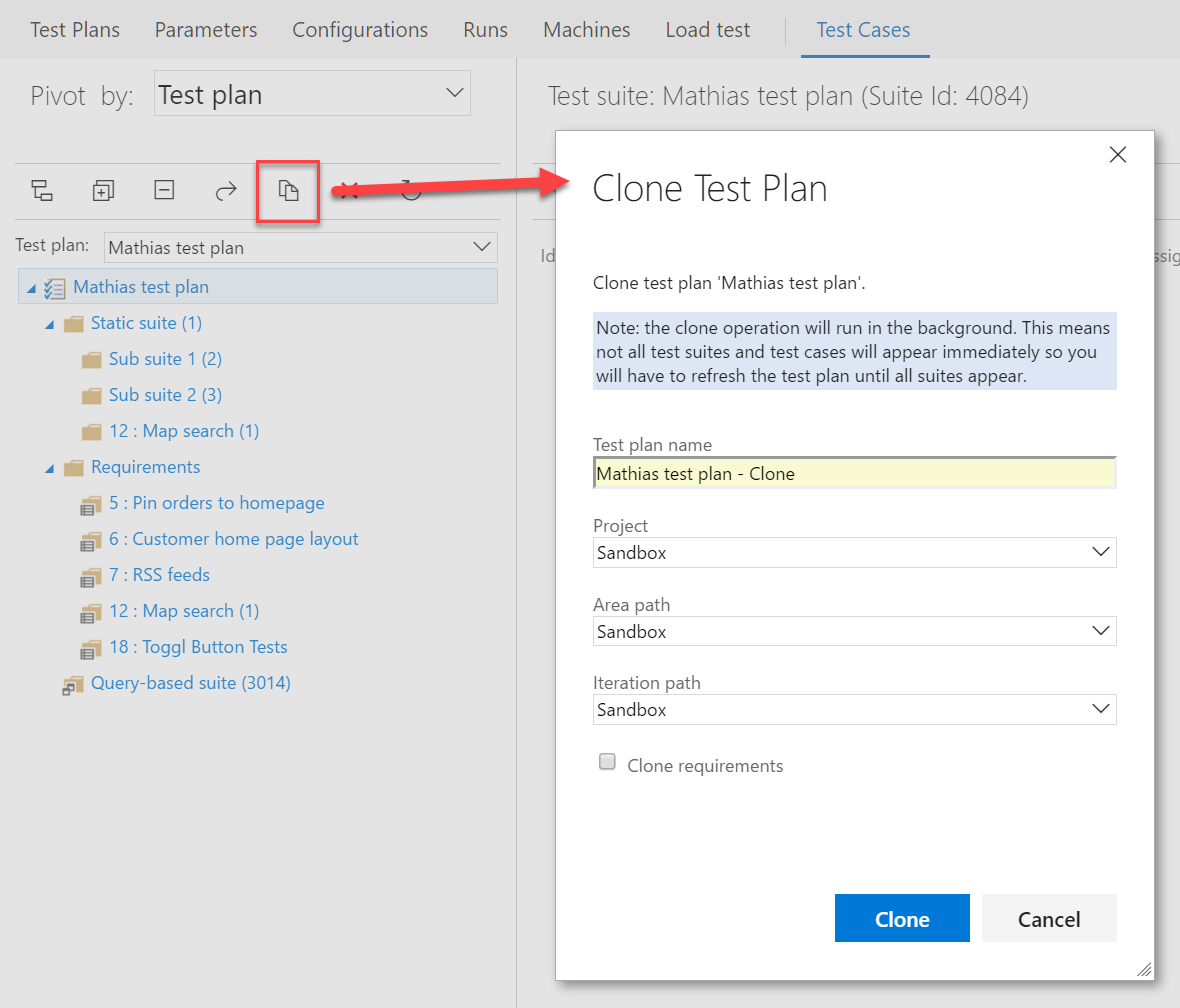 Test Plans Parameters Configurations Runs Machines Load test Test Cases
Pivot by: Test plan
Test suite: Mathias test plan (Suite Id: 4084)
Test plan: Mathias test plan
Mathias test plan
Static suite (1)
Sub suite 1 (2)
Sub suite 2 (3)
12 : Map search (1)
Requirements
5 : Pin orders to homepage
6 : Customer home page layout
7 : RSS feeds
12 : Map search (1)
18 : Toggl Button Tests
Query-based suite (3014)
Id
ssig
Clone Test Plan
Clone test plan 'Mathias test plan'.
Note: the clone operation will run in the background. This means
not all test suites and test cases will appear immediately so you
will have to refresh the test plan until all suites appear.
Test plan name
Mathias test plan - Clone
Project
Sandbox
Area path
Sandbox
Iteration path
Sandbox
Clone requirements
Clone Cancel